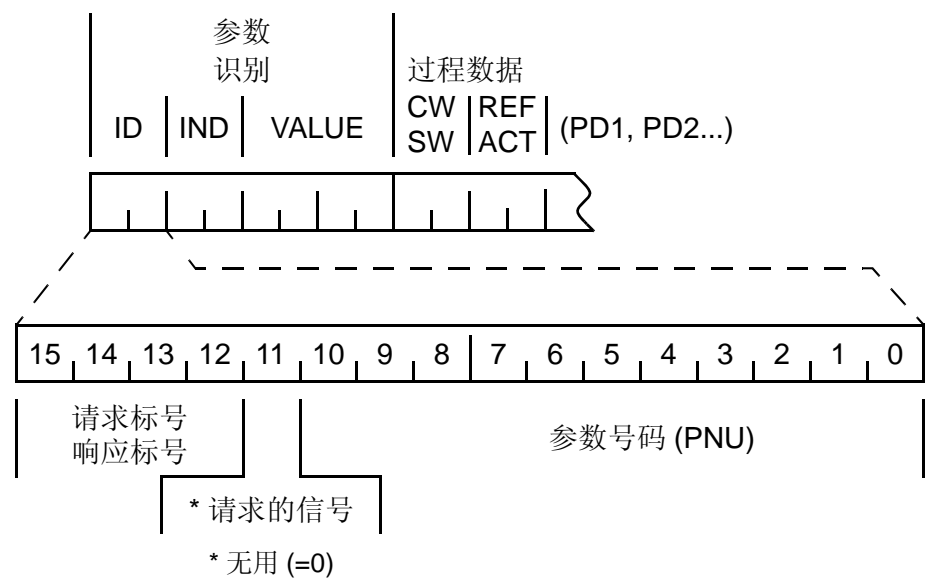 参数
识别
过程数据
ID IND VALUE CW REF (PD1, PD2...)
SW ACT
15 14 13 12 11 10 9 8 7 6 5 4 3 2 1 0
请求标号
响应标号
参数号码 (PNU)
* 请求的信号
* 无用 (=0)